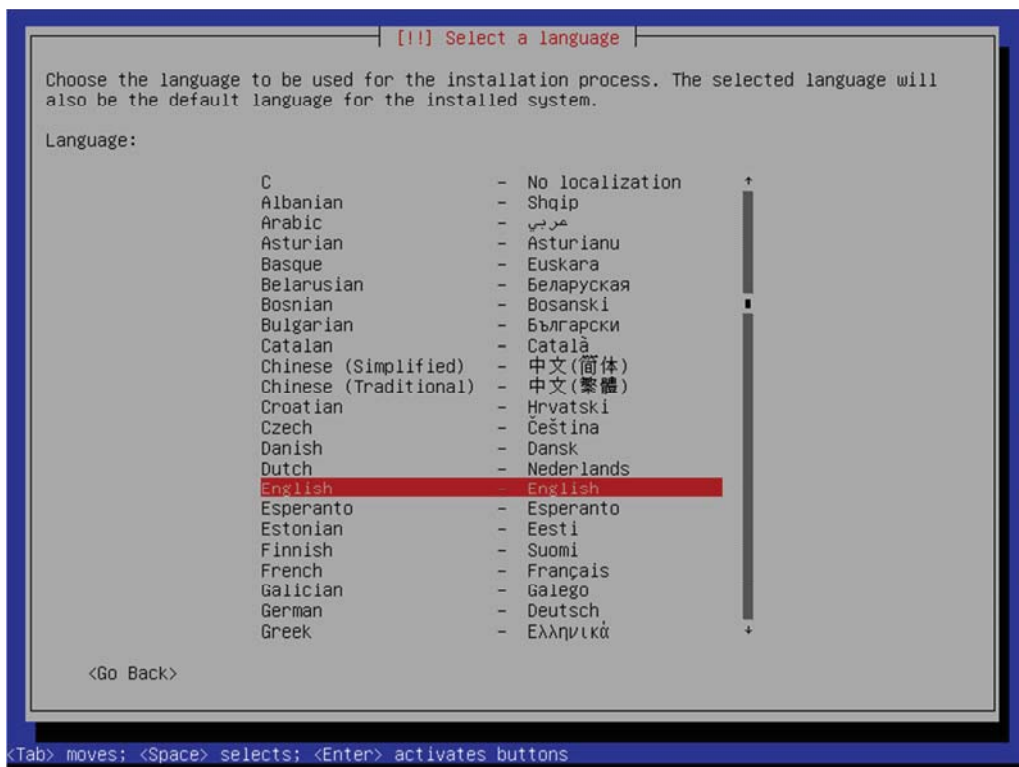 [!!] Select a language
Choose the language to be used for the installation process. The selected language will
also be the default language for the installed system.
Language:
C - No localization
Albanian - Shqip
Arabic - عربي
Asturian - Asturianu
Basque - Euskara
Belarusian - Беларуская
Bosnian - Bosanski
Bulgarian - Български
Catalan - Català
Chinese (Simplified) - 中文(简体)
Chinese (Traditional) - 中文(繁體)
Croatian - Hrvatski
Czech - Čeština
Danish - Dansk
Dutch - Nederlands
English - English
Esperanto - Esperanto
Estonian - Eesti
Finnish - Suomi
French - Français
Galician - Galego
German - Deutsch
Greek - Ελληνικά
<Go Back>
<Tab> moves; <Space> selects; <Enter> activates buttons